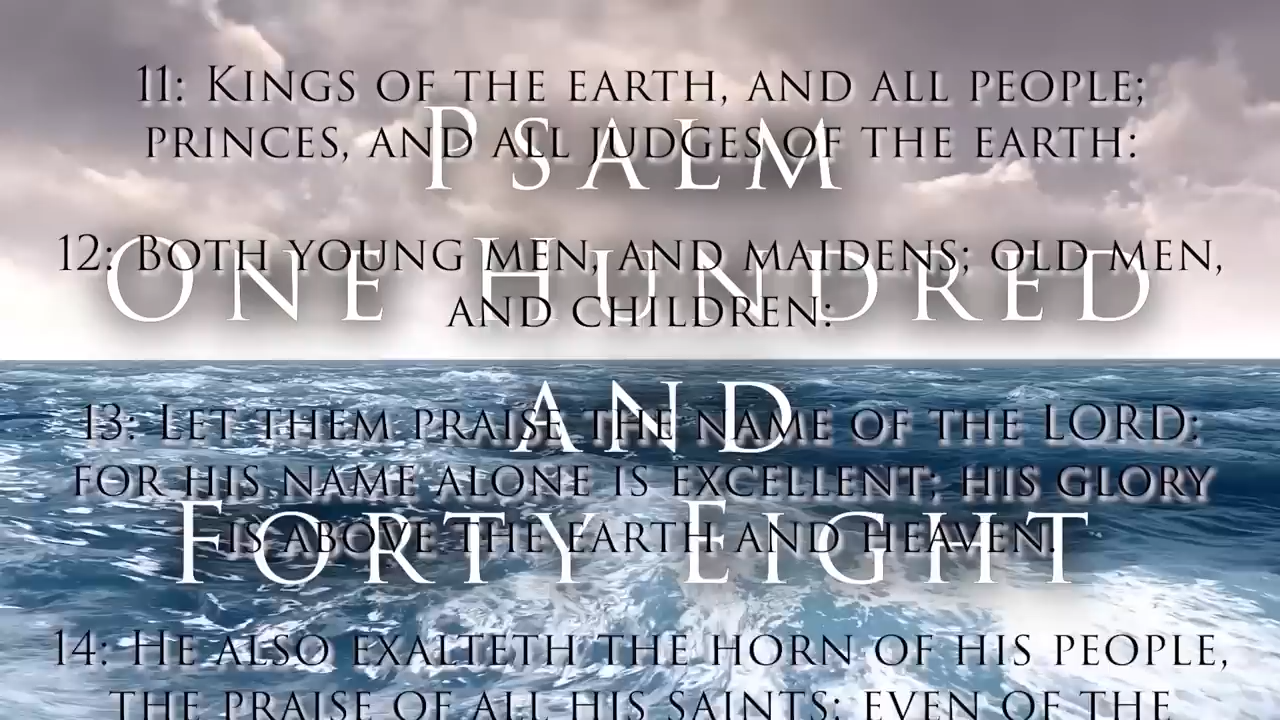 11: Kings of the earth, and all people;
princes, and all judges of the earth:
Psalm
12: Both young men, and maidens; old men,
One Hundred
and children:
and
13: Let them praise the name of the LORD:
for his name alone is excellent; his glory
Forty Eight
is above the earth and heaven.
14: He also exalteth the horn of his people,
the praise of all his saints; even of the